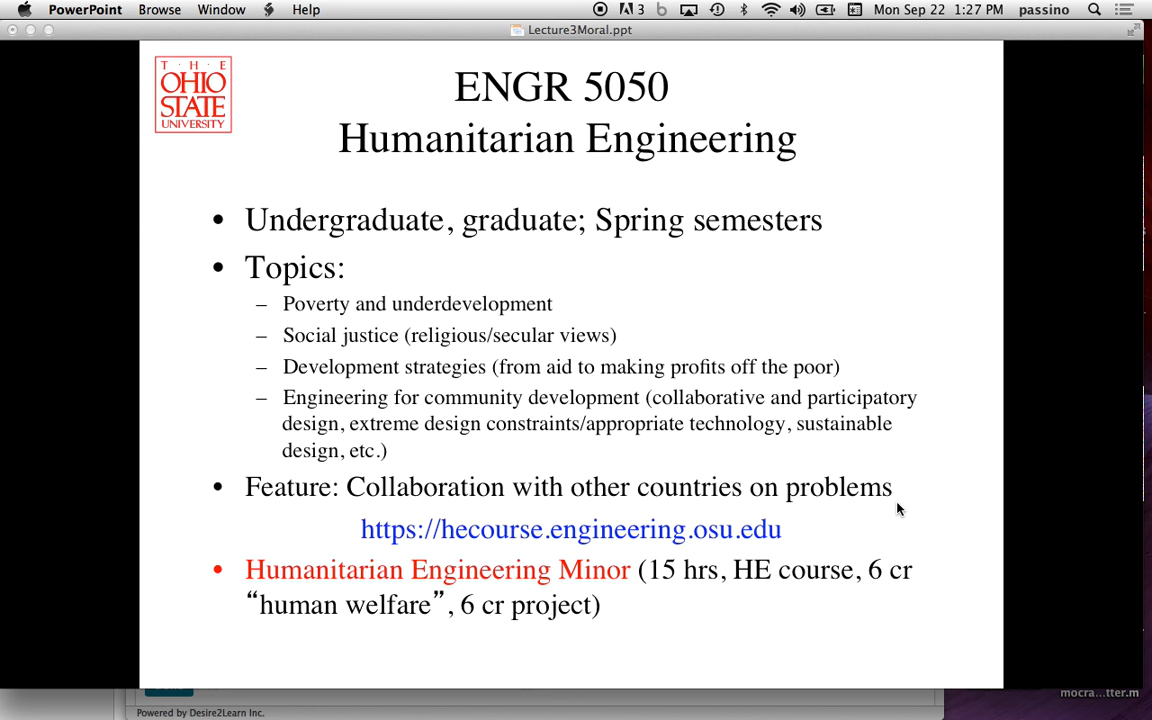 PowerPoint Browse Window Help 3 Mon Sep 22 1:27 PM passino
Lecture3Moral.ppt
T · H · E
OHIO
STATE
UNIVERSITY
ENGR 5050
Humanitarian Engineering
• Undergraduate, graduate; Spring semesters
• Topics:
– Poverty and underdevelopment
– Social justice (religious/secular views)
– Development strategies (from aid to making profits off the poor)
– Engineering for community development (collaborative and participatory
design, extreme design constraints/appropriate technology, sustainable
design, etc.)
• Feature: Collaboration with other countries on problems
https://hecourse.engineering.osu.edu
• Humanitarian Engineering Minor (15 hrs, HE course, 6 cr
“human welfare”, 6 cr project)
mocra...tter.m
Powered by Desire2Learn Inc.